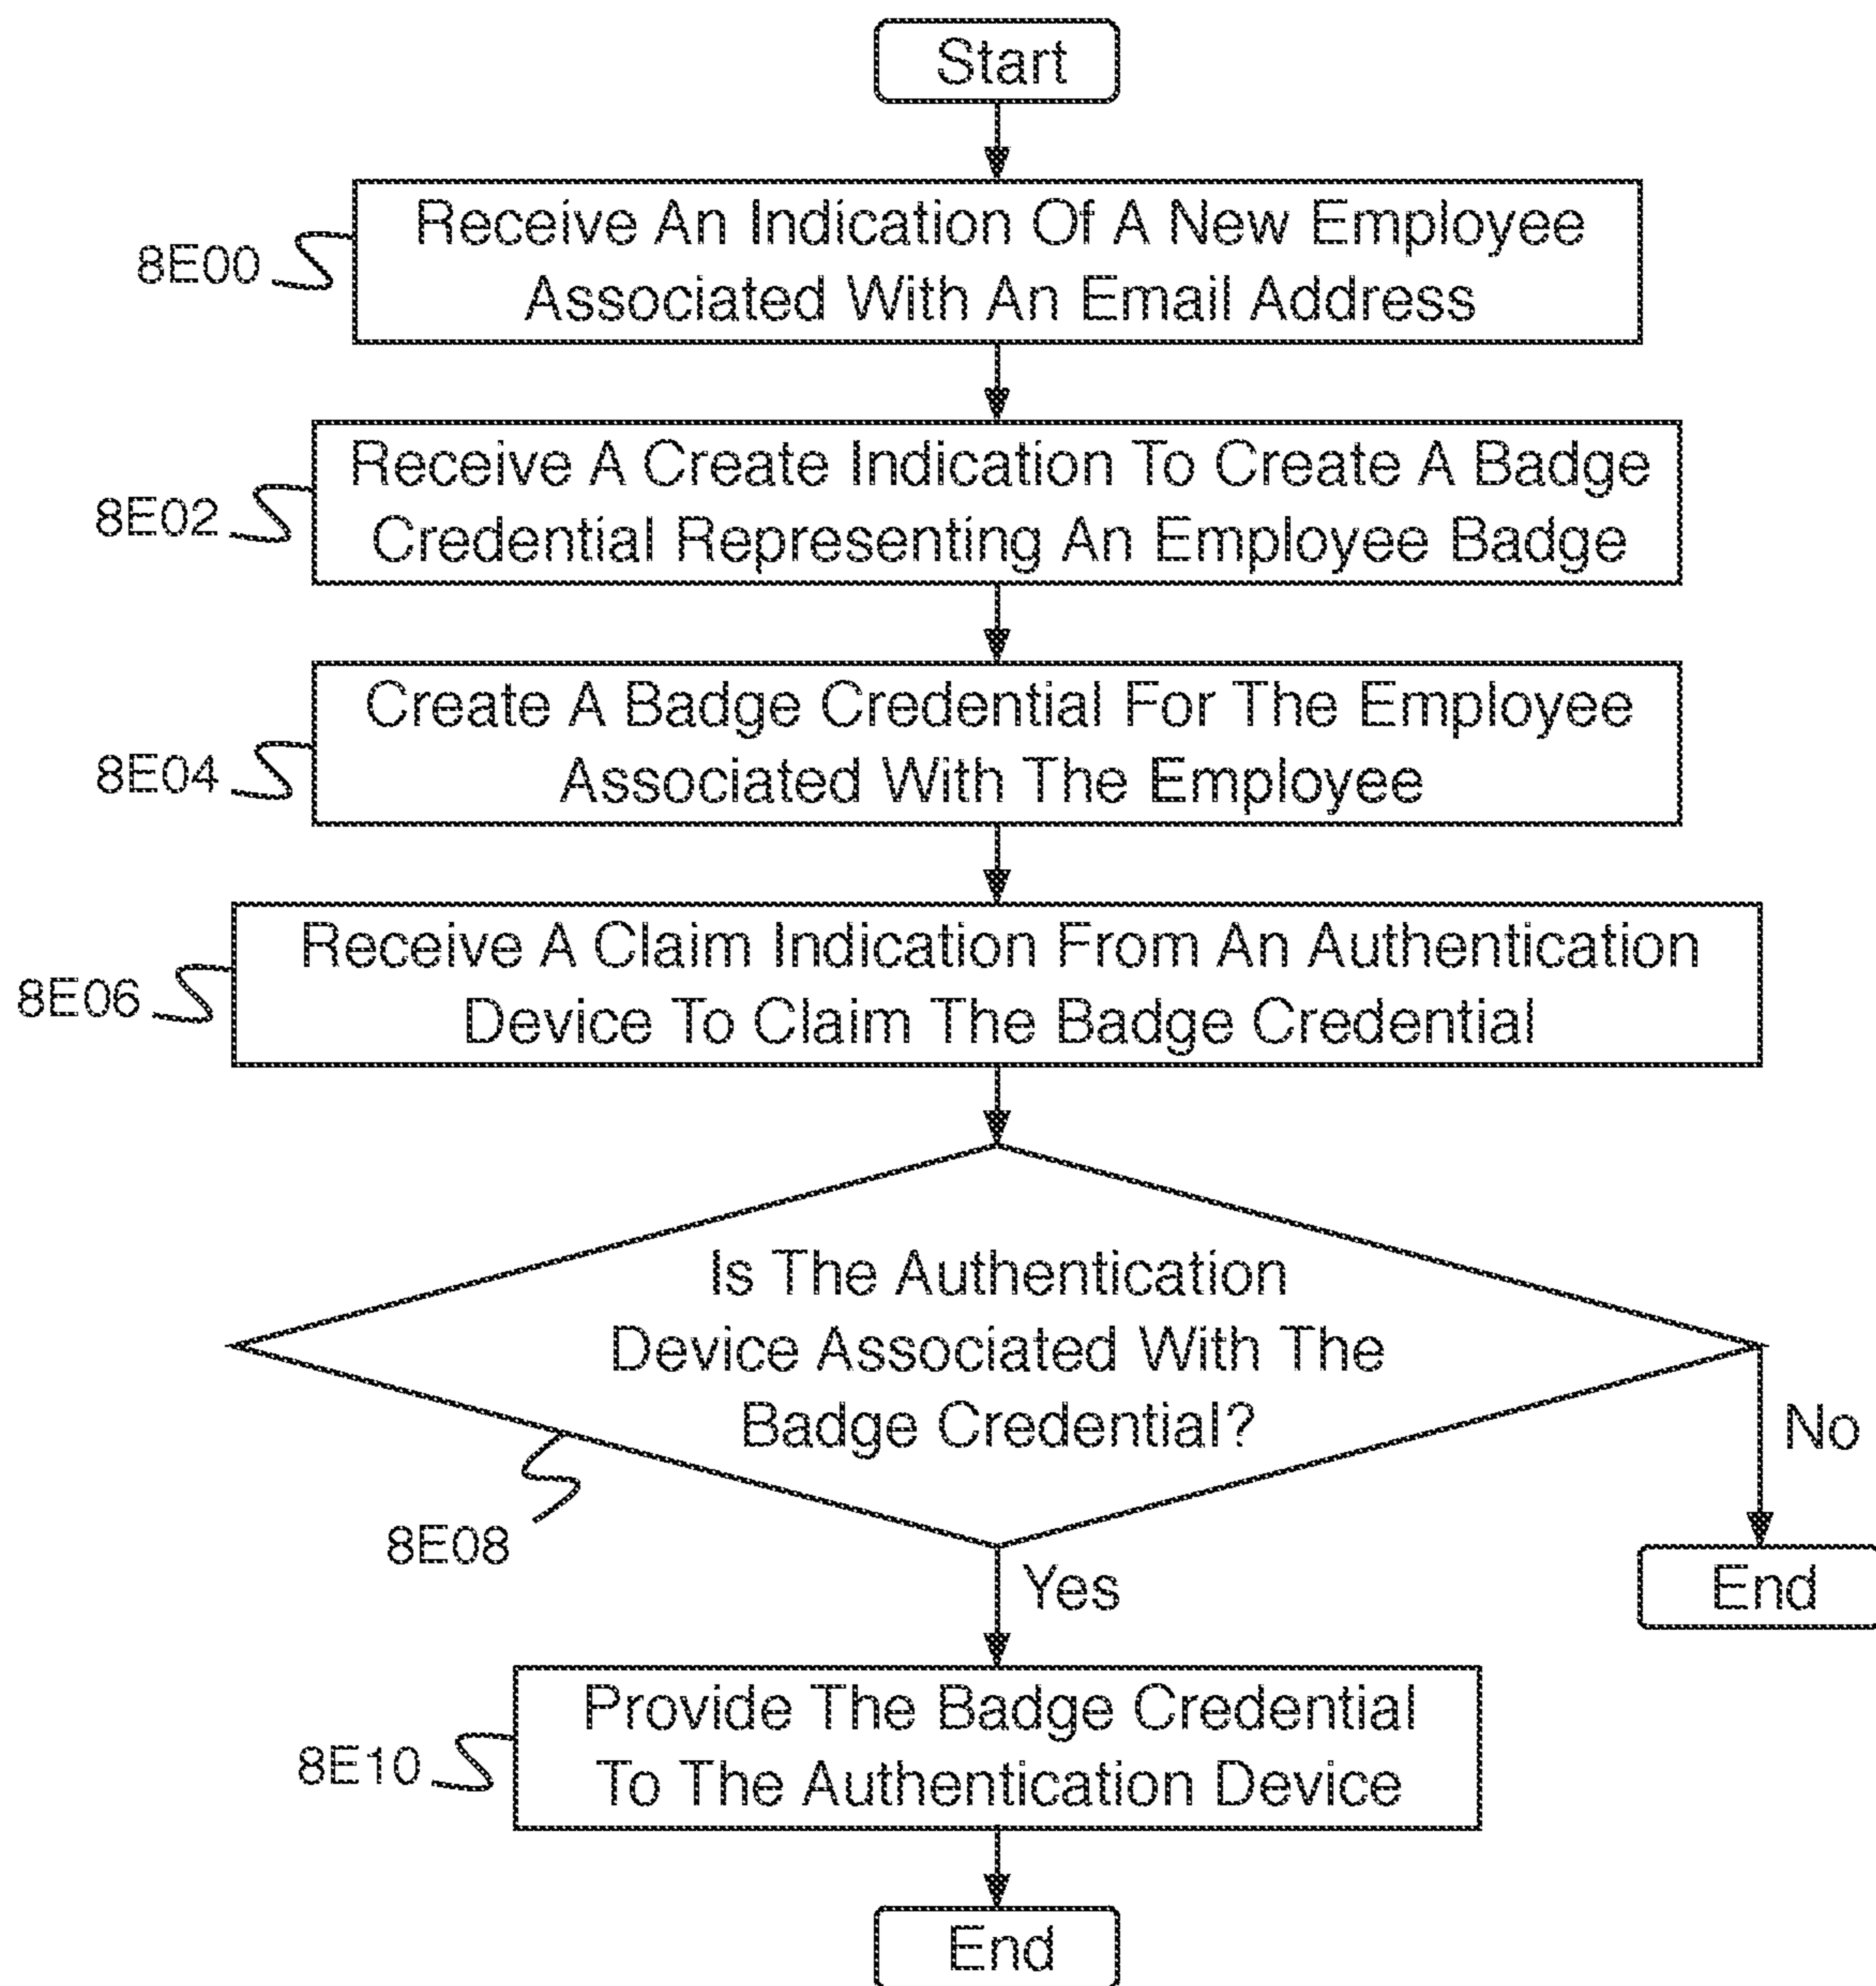 Start
Receive An Indication Of A New Employee
Associated With An Email Address
8E00
Receive A Create Indication To Create A Badge
Credential Representing An Employee Badge
8E02
Create A Badge Credential For The Employee
Associated With The Employee
8E04
Receive A Claim Indication From An Authentication
Device To Claim The Badge Credential
8E06
Is The Authentication
Device Associated With The
Badge Credential?
8E08
No
End
Yes
Provide The Badge Credential
To The Authentication Device
8E10
End